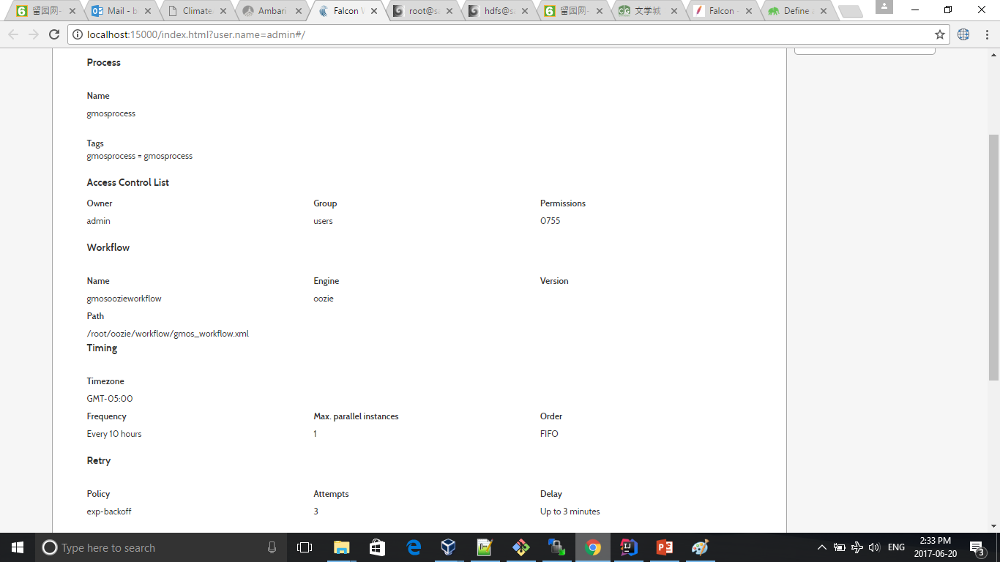 留园网- Mail - b Climate Ambari Falcon W root@sa hdfs@sa 留园网- 文学城 Falcon - Define a
localhost:15000/index.html?user.name=admin#/
Process
Name
gmosprocess
Tags
gmosprocess = gmosprocess
Access Control List
Owner Group Permissions
admin users 0755
Workflow
Name Engine Version
gmosoozieworkflow oozie
Path
/root/oozie/workflow/gmos_workflow.xml
Timing
Timezone
GMT-05:00
Frequency Max. parallel instances Order
Every 10 hours 1 FIFO
Retry
Policy Attempts Delay
exp-backoff 3 Up to 3 minutes
Type here to search
ENG 2:33 PM
2017-06-20 3